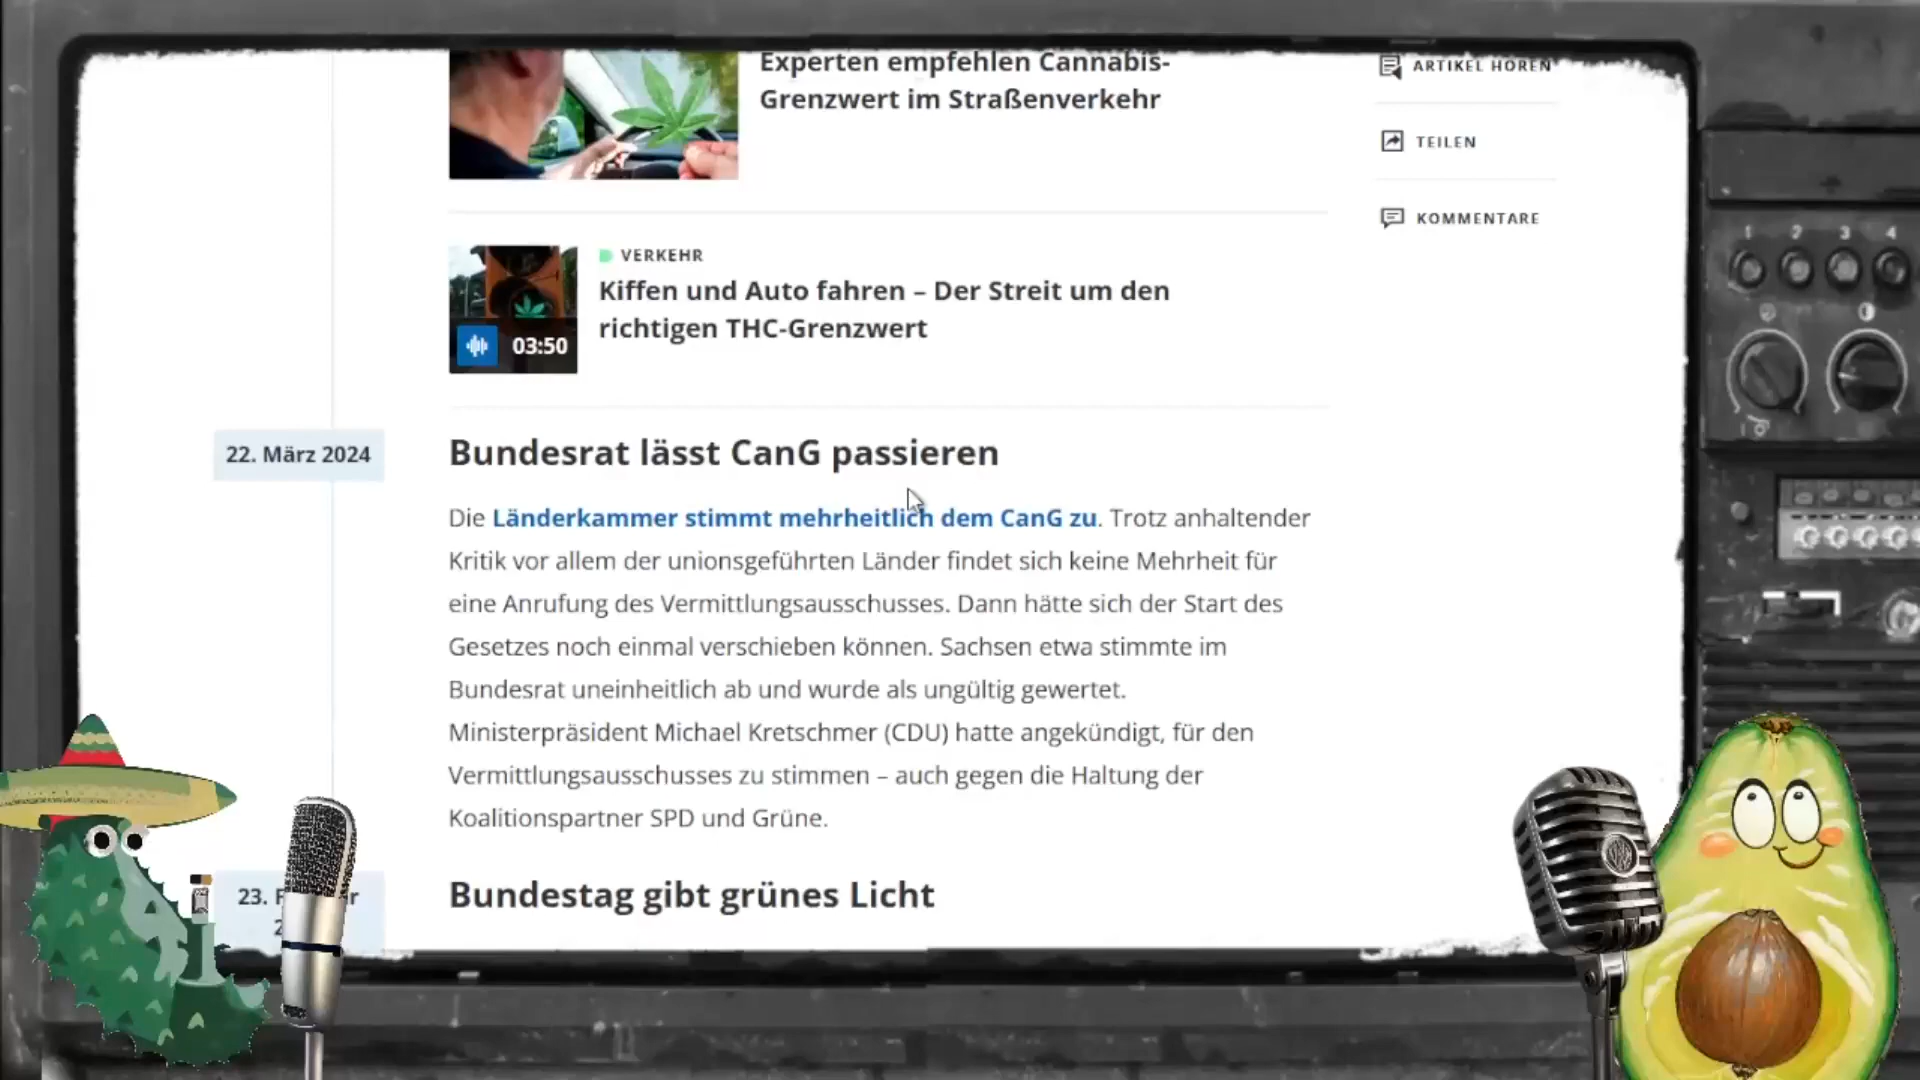 Experten empfehlen Cannabis-
Grenzwert im Straßenverkehr
ARTIKEL HÖREN
TEILEN
KOMMENTARE
VERKEHR
Kiffen und Auto fahren – Der Streit um den
richtigen THC-Grenzwert
03:50
22. März 2024
Bundesrat lässt CanG passieren
Die Länderkammer stimmt mehrheitlich dem CanG zu. Trotz anhaltender
Kritik vor allem der unionsgeführten Länder findet sich keine Mehrheit für
eine Anrufung des Vermittlungsausschusses. Dann hätte sich der Start des
Gesetzes noch einmal verschieben können. Sachsen etwa stimmte im
Bundesrat uneinheitlich ab und wurde als ungültig gewertet.
Ministerpräsident Michael Kretschmer (CDU) hatte angekündigt, für den
Vermittlungsausschusses zu stimmen – auch gegen die Haltung der
Koalitionspartner SPD und Grüne.
23.
Bundestag gibt grünes Licht
1 2 3 4